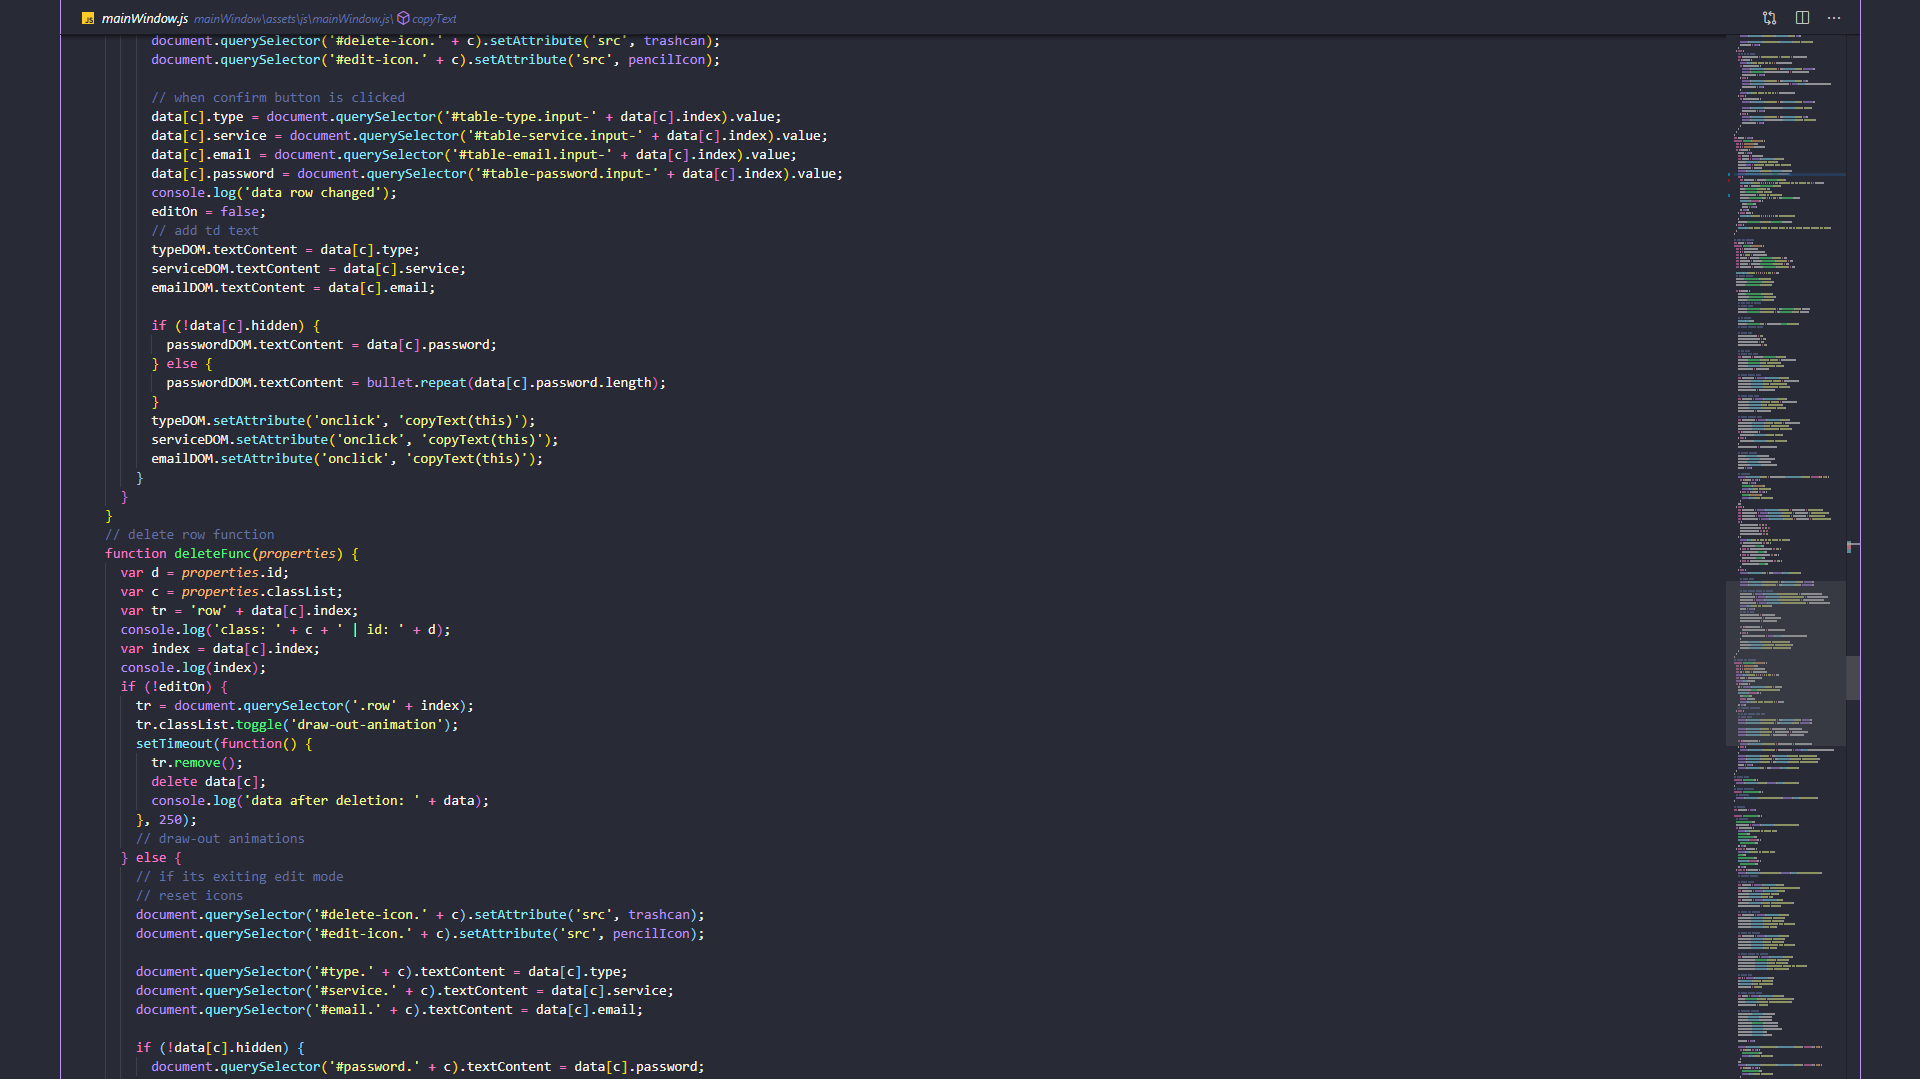 JS mainWindow.js mainWindow\assets\js\mainWindow.js\ copyText ...
document.querySelector('#delete-icon.' + c).setAttribute('src', trashcan);
document.querySelector('#edit-icon.' + c).setAttribute('src', pencilIcon);
// when confirm button is clicked
data[c].type = document.querySelector('#table-type.input-' + data[c].index).value;
data[c].service = document.querySelector('#table-service.input-' + data[c].index).value;
data[c].email = document.querySelector('#table-email.input-' + data[c].index).value;
data[c].password = document.querySelector('#table-password.input-' + data[c].index).value;
console.log('data row changed');
editOn = false;
// add td text
typeDOM.textContent = data[c].type;
serviceDOM.textContent = data[c].service;
emailDOM.textContent = data[c].email;
if (!data[c].hidden) {
passwordDOM.textContent = data[c].password;
} else {
passwordDOM.textContent = bullet.repeat(data[c].password.length);
}
typeDOM.setAttribute('onclick', 'copyText(this)');
serviceDOM.setAttribute('onclick', 'copyText(this)');
emailDOM.setAttribute('onclick', 'copyText(this)');
}
}
}
// delete row function
function deleteFunc(properties) {
var d = properties.id;
var c = properties.classList;
var tr = 'row' + data[c].index;
console.log('class: ' + c + ' | id: ' + d);
var index = data[c].index;
console.log(index);
if (!editOn) {
tr = document.querySelector('.row' + index);
tr.classList.toggle('draw-out-animation');
setTimeout(function() {
tr.remove();
delete data[c];
console.log('data after deletion: ' + data);
}, 250);
// draw-out animations
} else {
// if its exiting edit mode
// reset icons
document.querySelector('#delete-icon.' + c).setAttribute('src', trashcan);
document.querySelector('#edit-icon.' + c).setAttribute('src', pencilIcon);
document.querySelector('#type.' + c).textContent = data[c].type;
document.querySelector('#service.' + c).textContent = data[c].service;
document.querySelector('#email.' + c).textContent = data[c].email;
if (!data[c].hidden) {
document.querySelector('#password.' + c).textContent = data[c].password;